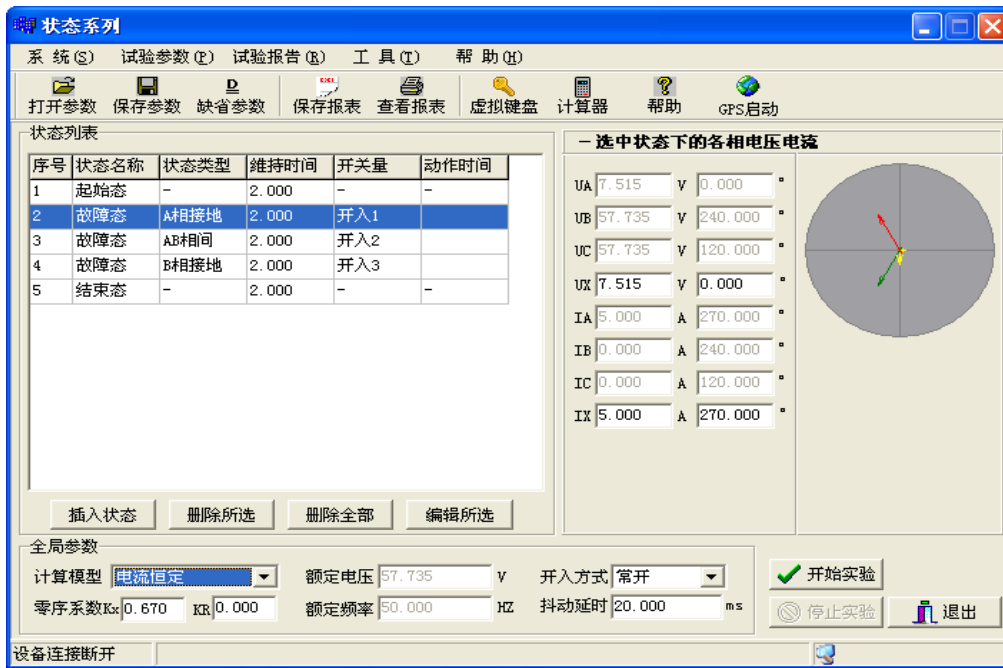 状态系列
系 统(S) 试验参数(P) 试验报告(R) 工 具(T) 帮 助(H)
打开参数 保存参数 缺省参数 保存报表 查看报表 虚拟键盘 计算器 帮助 GPS启动
状态列表
序号 状态名称 状态类型 维持时间 开关量 动作时间
1 起始态 - 2.000 - -
2 故障态 A相接地 2.000 开入1
3 故障态 AB相间 2.000 开入2
4 故障态 B相接地 2.000 开入3
5 结束态 - 2.000 - -
插入状态 删除所选 删除全部 编辑所选
－选中状态下的各相电压电流
UA 7.515 V 0.000 °
UB 57.735 V 240.000 °
UC 57.735 V 120.000 °
UX 7.515 V 0.000 °
IA 5.000 A 270.000 °
IB 0.000 A 240.000 °
IC 0.000 A 120.000 °
IX 5.000 A 270.000 °
全局参数
计算模型 电流恒定 额定电压 57.735 V 开入方式 常开
零序系数Kx 0.670 KR 0.000 额定频率 50.000 HZ 抖动延时 20.000 ms
开始实验
停止实验 退出
设备连接断开